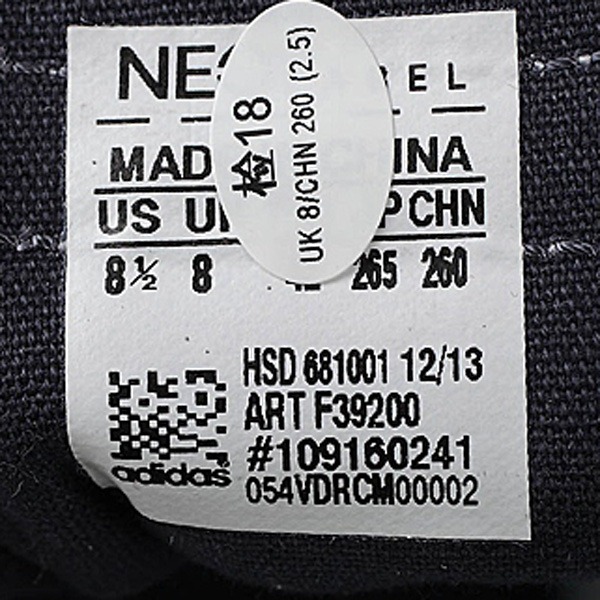 NE BEL
MAD INA
US U P CHN
8½ 8 265 260
检18
UK 8/CHN 260 (2.5)
HSD 681001 12/13
ART F39200
#109160241
adidas
054VDRCM00002